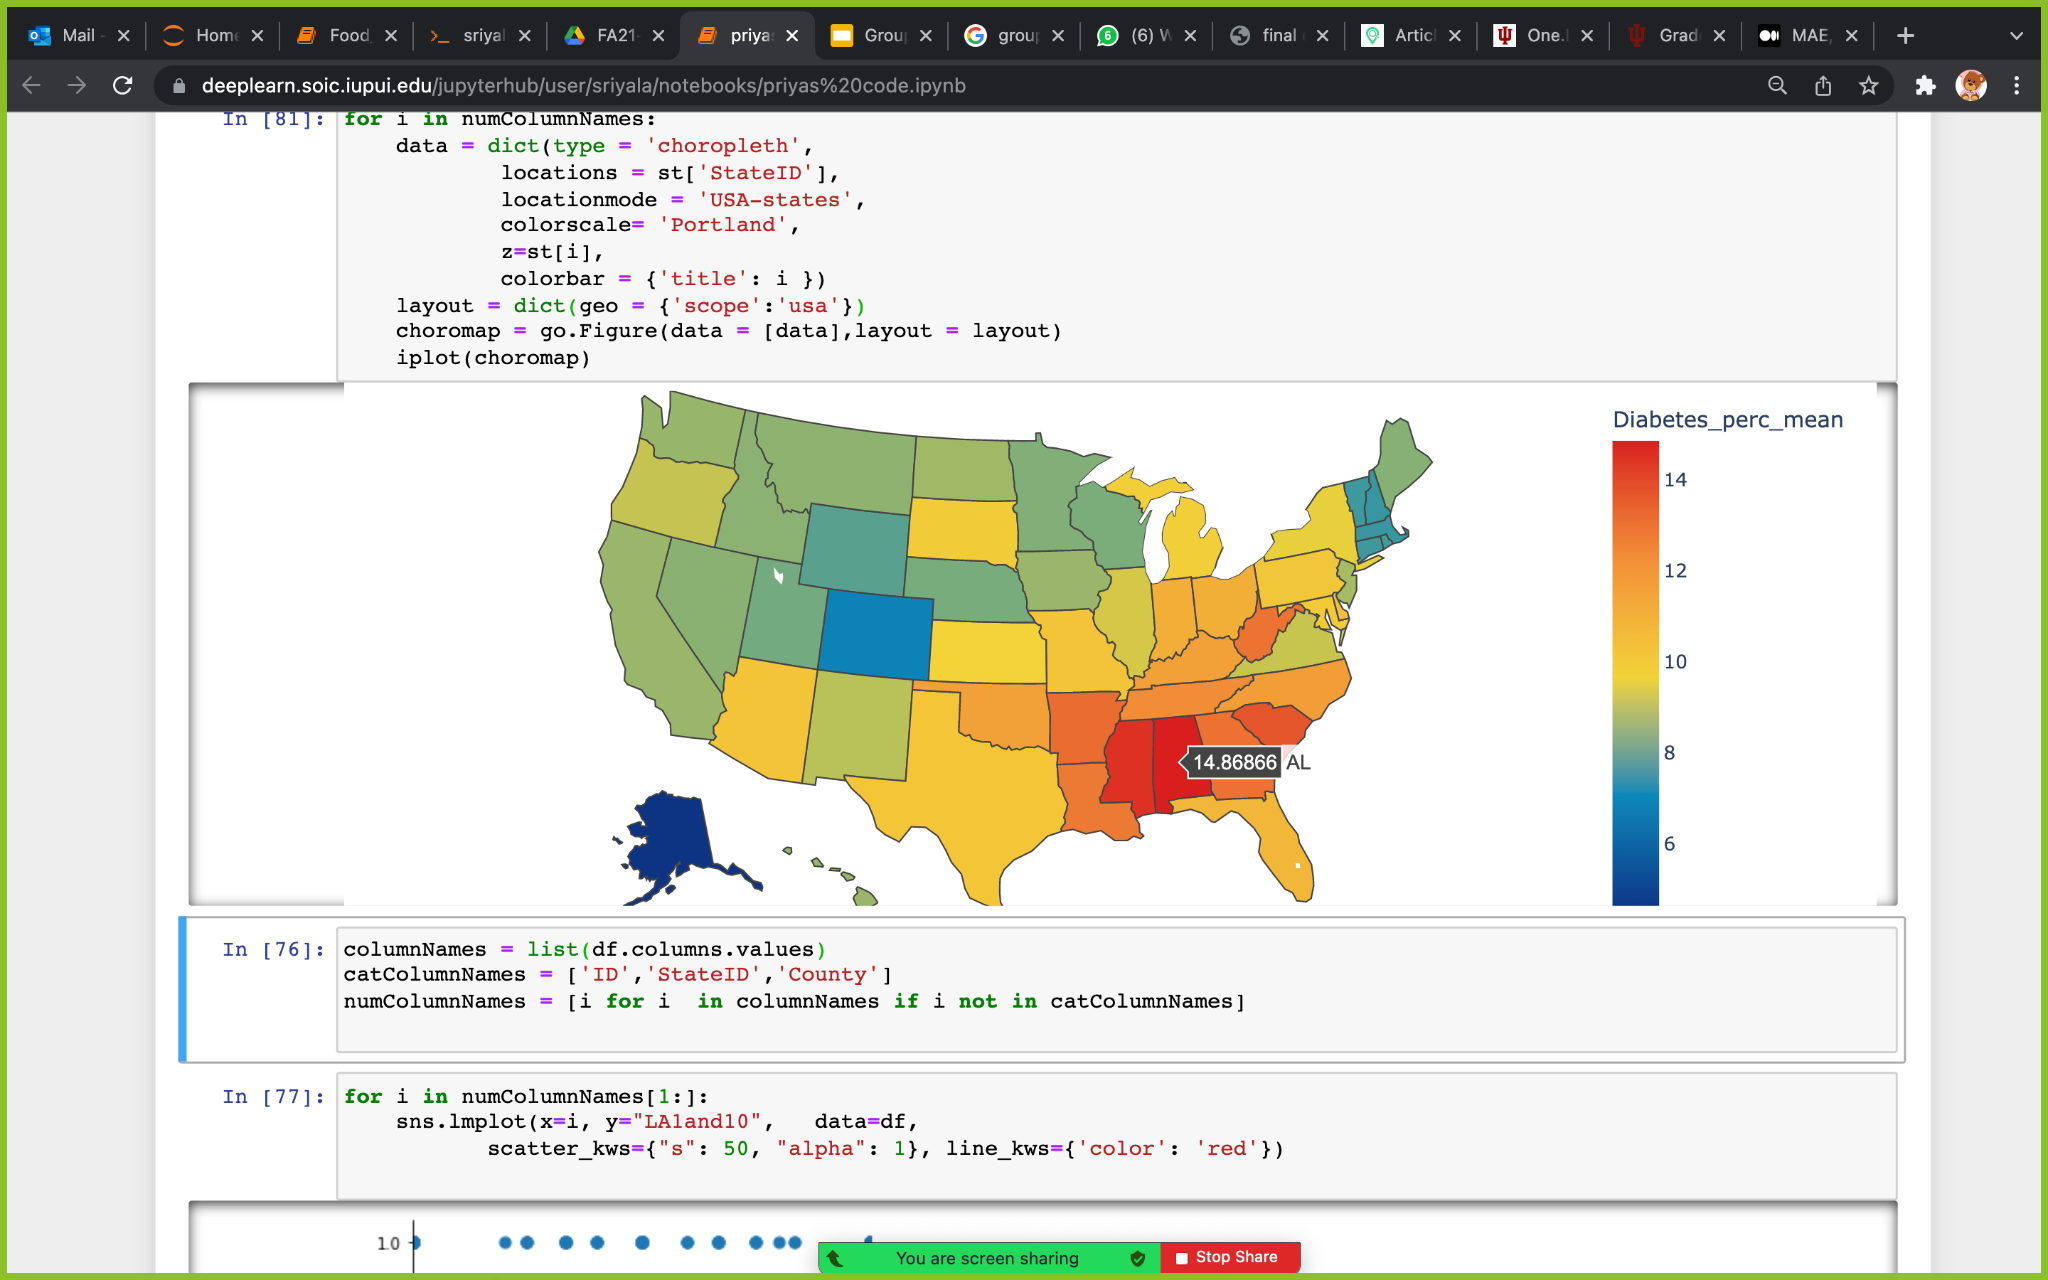 Mail -
Home
Food
sriyal
FA21-
priyas
Group
group
(6) W
final
Articl
One.I
Grad
MAE,
deeplearn.soic.iupui.edu/jupyterhub/user/sriyala/notebooks/priyas%20code.ipynb
In [81]: for i in numColumnNames:
data = dict(type = 'choropleth',
locations = st['StateID'],
locationmode = 'USA-states',
colorscale= 'Portland',
z=st[i],
colorbar = {'title': i })
layout = dict(geo = {'scope':'usa'})
choromap = go.Figure(data = [data],layout = layout)
iplot(choromap)
Diabetes_perc_mean
14
12
10
8
6
14.86866 AL
In [76]: columnNames = list(df.columns.values)
catColumnNames = ['ID','StateID','County']
numColumnNames = [i for i  in columnNames if i not in catColumnNames]
In [77]: for i in numColumnNames[1:]:
sns.lmplot(x=i, y="LA1and10",   data=df,
scatter_kws={"s": 50, "alpha": 1}, line_kws={'color': 'red'})
1.0
You are screen sharing
Stop Share